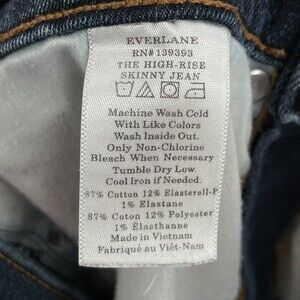 EVERLANE
RN#139393
THE HIGH-RISE
SKINNY JEAN
Machine Wash Cold
With Like Colors
Wash Inside Out.
Only Non-Chlorine
Bleach When Necessary
Tumble Dry Low.
Cool Iron if Needed.
87% Cotton 12% Elasterell-P
1% Elastane
87% Coton 12% Polyester
1% Élasthanne
Made in Vietnam
Fabriqué au Viêt-Nam